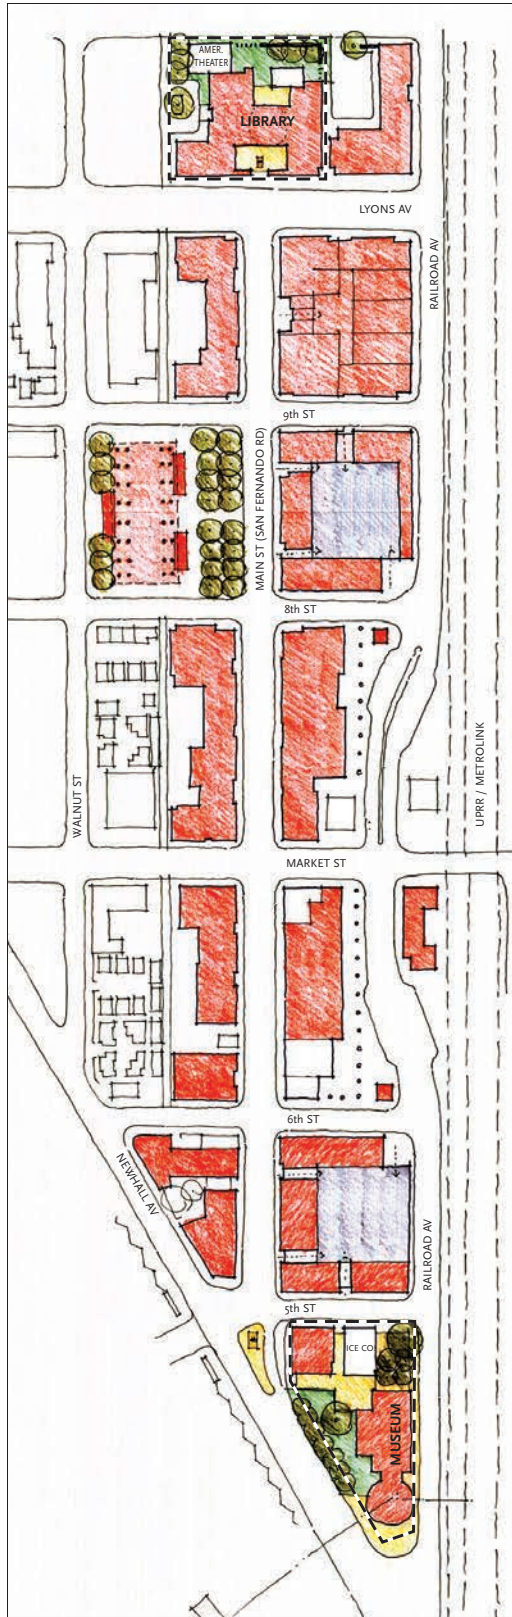 AMER.
THEATER
LIBRARY
LYONS AV
RAILROAD AV
9th ST
MAIN ST (SAN FERNANDO RD)
8th ST
WALNUT ST
UPRR / METROLINK
MARKET ST
6th ST
NEWHALL AV
RAILROAD AV
5th ST
ICE CO.
MUSEUM